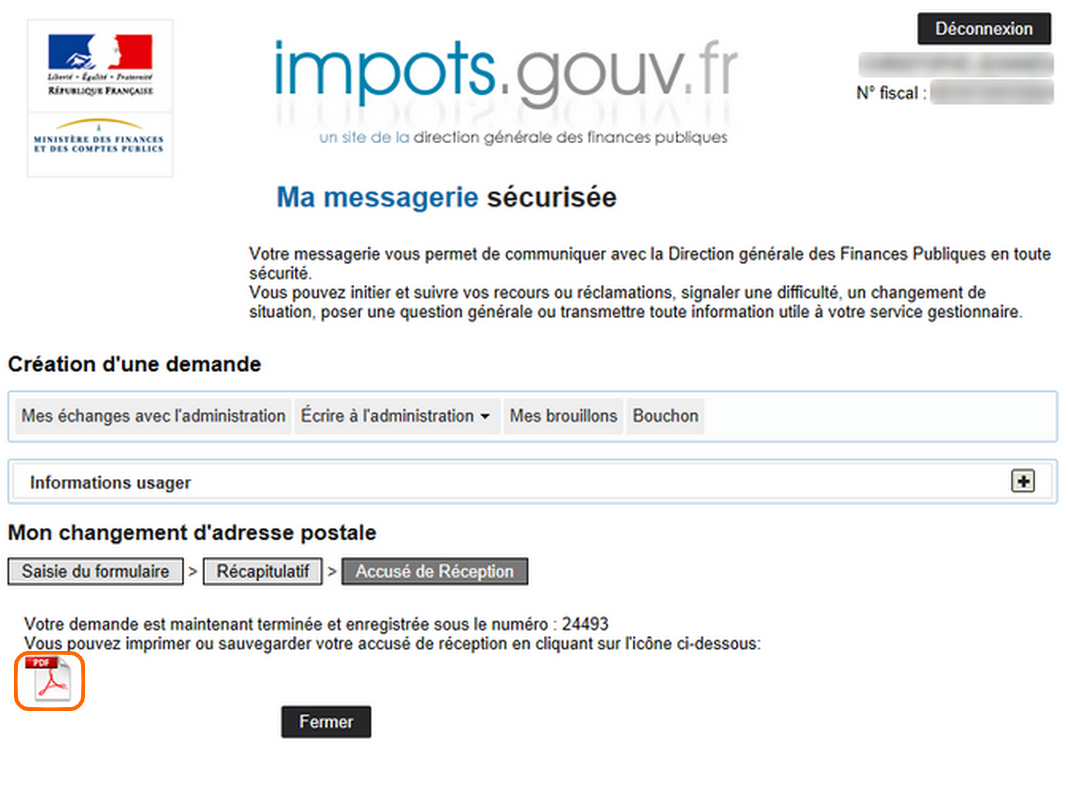 Déconnexion
Liberté • Égalité • Fraternité
RÉPUBLIQUE FRANÇAISE
MINISTÈRE DES FINANCES
ET DES COMPTES PUBLICS
impots.gouv.fr
un site de la direction générale des finances publiques
N° fiscal :
Ma messagerie sécurisée
Votre messagerie vous permet de communiquer avec la Direction générale des Finances Publiques en toute
sécurité.
Vous pouvez initier et suivre vos recours ou réclamations, signaler une difficulté, un changement de
situation, poser une question générale ou transmettre toute information utile à votre service gestionnaire.
Création d'une demande
Mes échanges avec l'administration Écrire à l'administration Mes brouillons Bouchon
Informations usager
Mon changement d'adresse postale
Saisie du formulaire > Récapitulatif > Accusé de Réception
Votre demande est maintenant terminée et enregistrée sous le numéro : 24493
Vous pouvez imprimer ou sauvegarder votre accusé de réception en cliquant sur l'icône ci-dessous:
PDF
Fermer